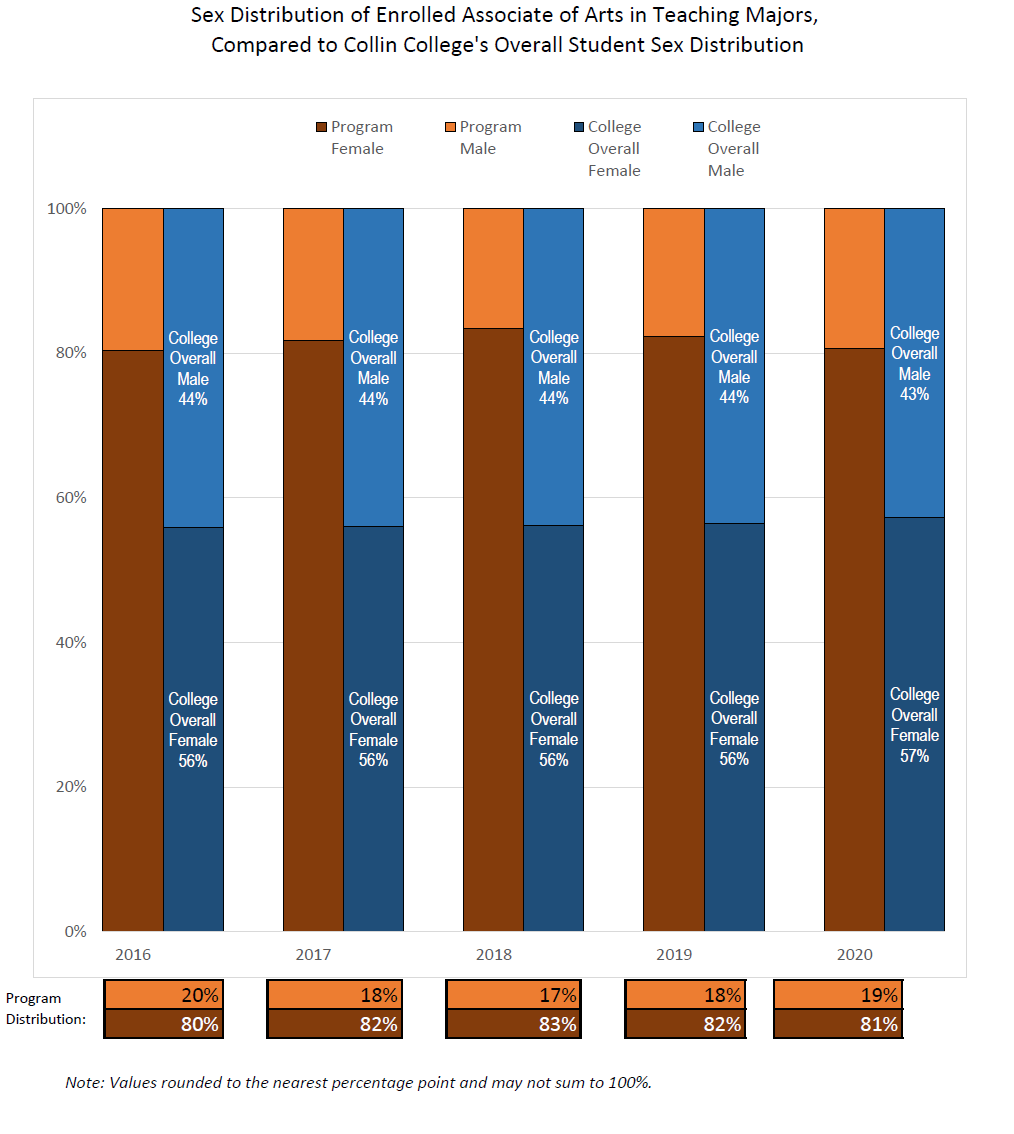 Sex Distribution of Enrolled Associate of Arts in Teaching Majors,
Compared to Collin College's Overall Student Sex Distribution
Program
Female
Program
Male
College
Overall
Female
College
Overall
Male
100%
80%
60%
40%
20%
0%
College
Overall
Male
44%
College
Overall
Male
44%
College
Overall
Male
44%
College
Overall
Male
44%
College
Overall
Male
43%
College
Overall
Female
56%
College
Overall
Female
56%
College
Overall
Female
56%
College
Overall
Female
56%
College
Overall
Female
57%
2016 2017 2018 2019 2020
Program
Distribution:
20% 18% 17% 18% 19%
80% 82% 83% 82% 81%
Note: Values rounded to the nearest percentage point and may not sum to 100%.